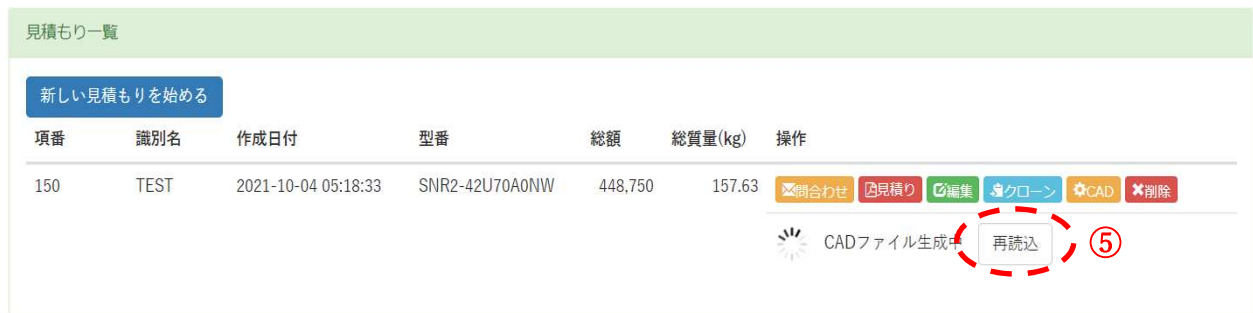 見積もり一覧
新しい見積もりを始める
項番 識別名 作成日付 型番 総額 総質量(kg) 操作
150 TEST 2021-10-04 05:18:33 SNR2-42U70A0NW 448,750 157.63 問合わせ 見積り 編集 クローン CAD 削除
CADファイル生成中 再読込 ⑤